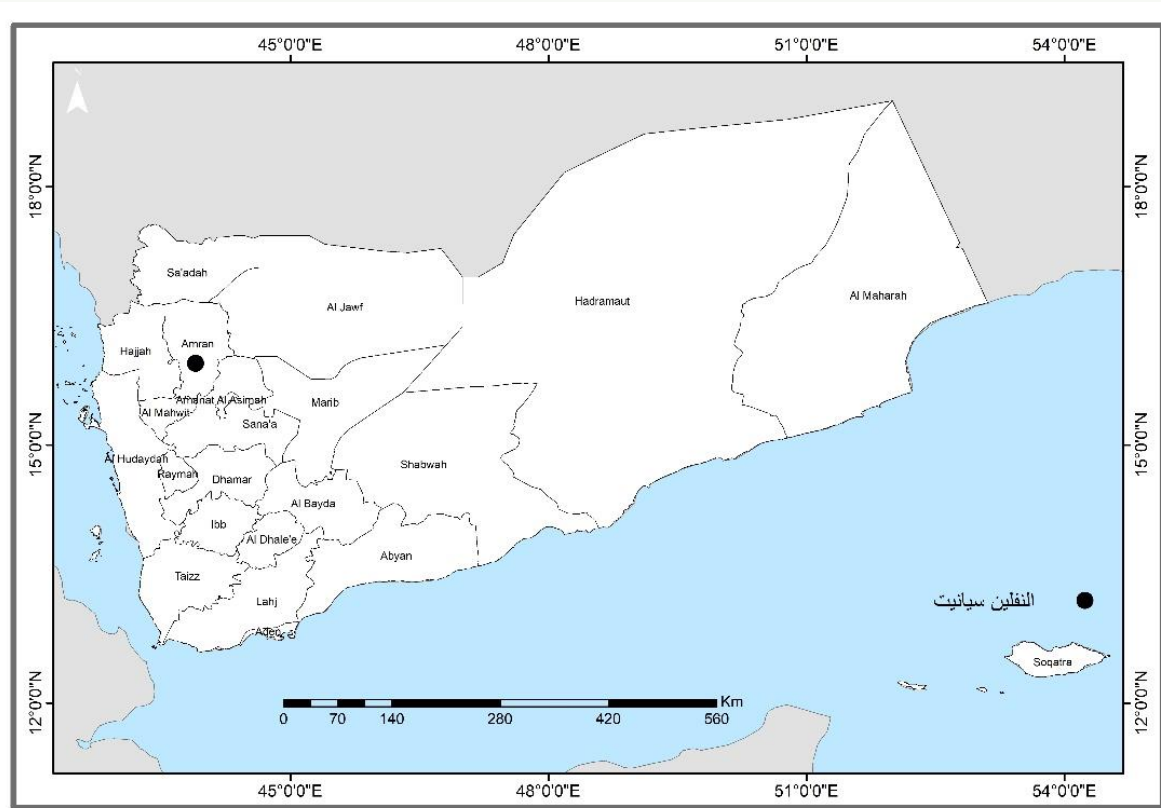 45°0'0"E 48°0'0"E 51°0'0"E 54°0'0"E
18°0'0"N 18°0'0"N
Sa'adah
Al Jawf
Hadramaut
Al Maharah
Hajjah
Amran
Amanat Al Asimah
Marib
Al Mahwit
Sana'a
15°0'0"N 15°0'0"N
Al Hudaydah
Raymah
Dhamar
Shabwah
Al Bayda
Ibb
Al Dhale'e
Abyan
Taizz
Lahj
النفلين سيانيت
Aden
Soqatra
12°0'0"N 12°0'0"N
Km
0 70 140 280 420 560
45°0'0"E 48°0'0"E 51°0'0"E 54°0'0"E